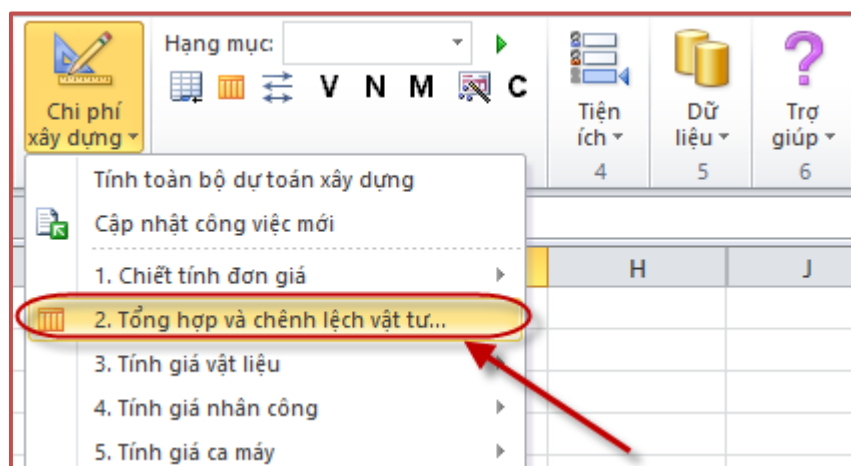 Chi phí
xây dựng
Hạng mục:
V N M C
Tiện
ích
4
Dữ
liệu
5
Trợ
giúp
6
Tính toàn bộ dự toán xây dựng
Cập nhật công việc mới
1. Chiết tính đơn giá
2. Tổng hợp và chênh lệch vật tư...
3. Tính giá vật liệu
4. Tính giá nhân công
5. Tính giá ca máy
H J